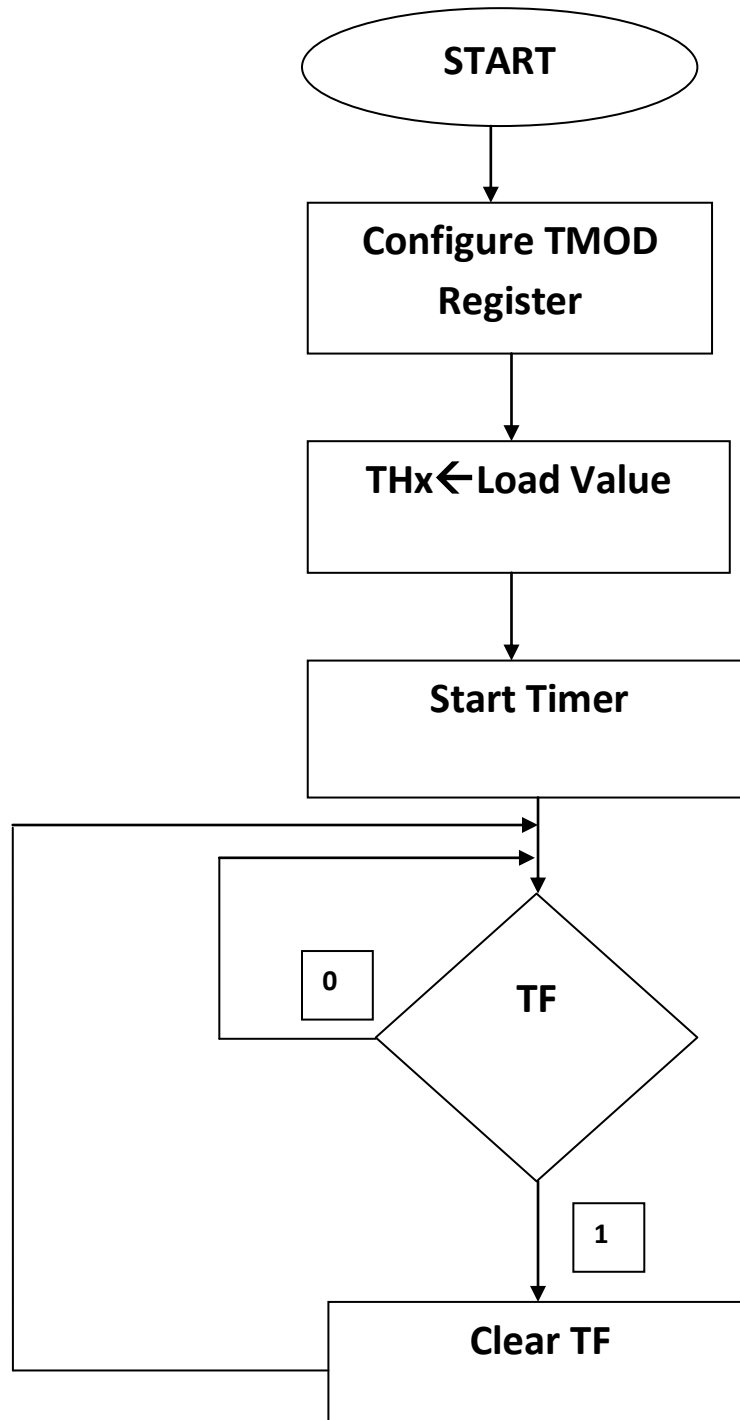 START
Configure TMOD
Register
THx←Load Value
Start Timer
0
TF
1
Clear TF